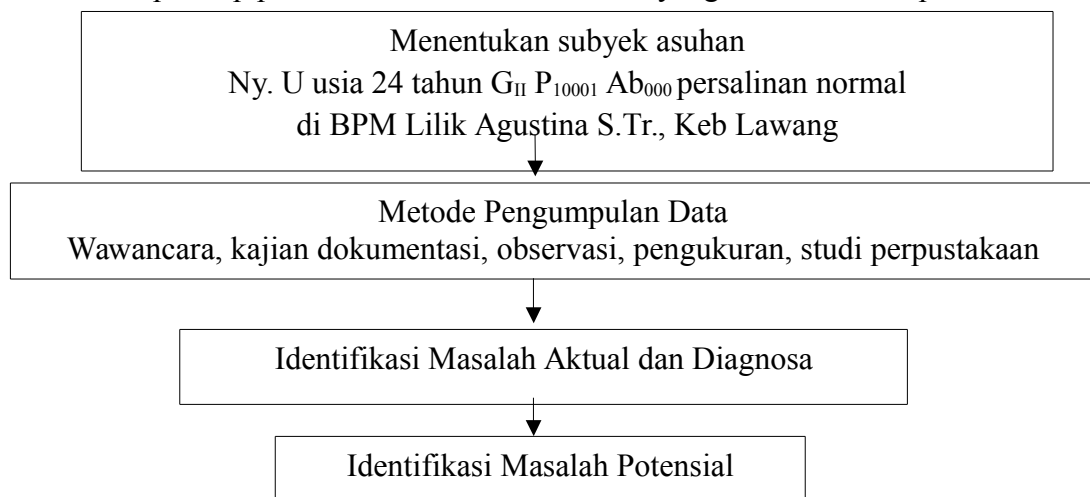 Menentukan subyek asuhan
Ny. U usia 24 tahun GII P10001 Ab000 persalinan normal
di BPM Lilik Agustina S.Tr., Keb Lawang
Metode Pengumpulan Data
Wawancara, kajian dokumentasi, observasi, pengukuran, studi perpustakaan
Identifikasi Masalah Aktual dan Diagnosa
Identifikasi Masalah Potensial